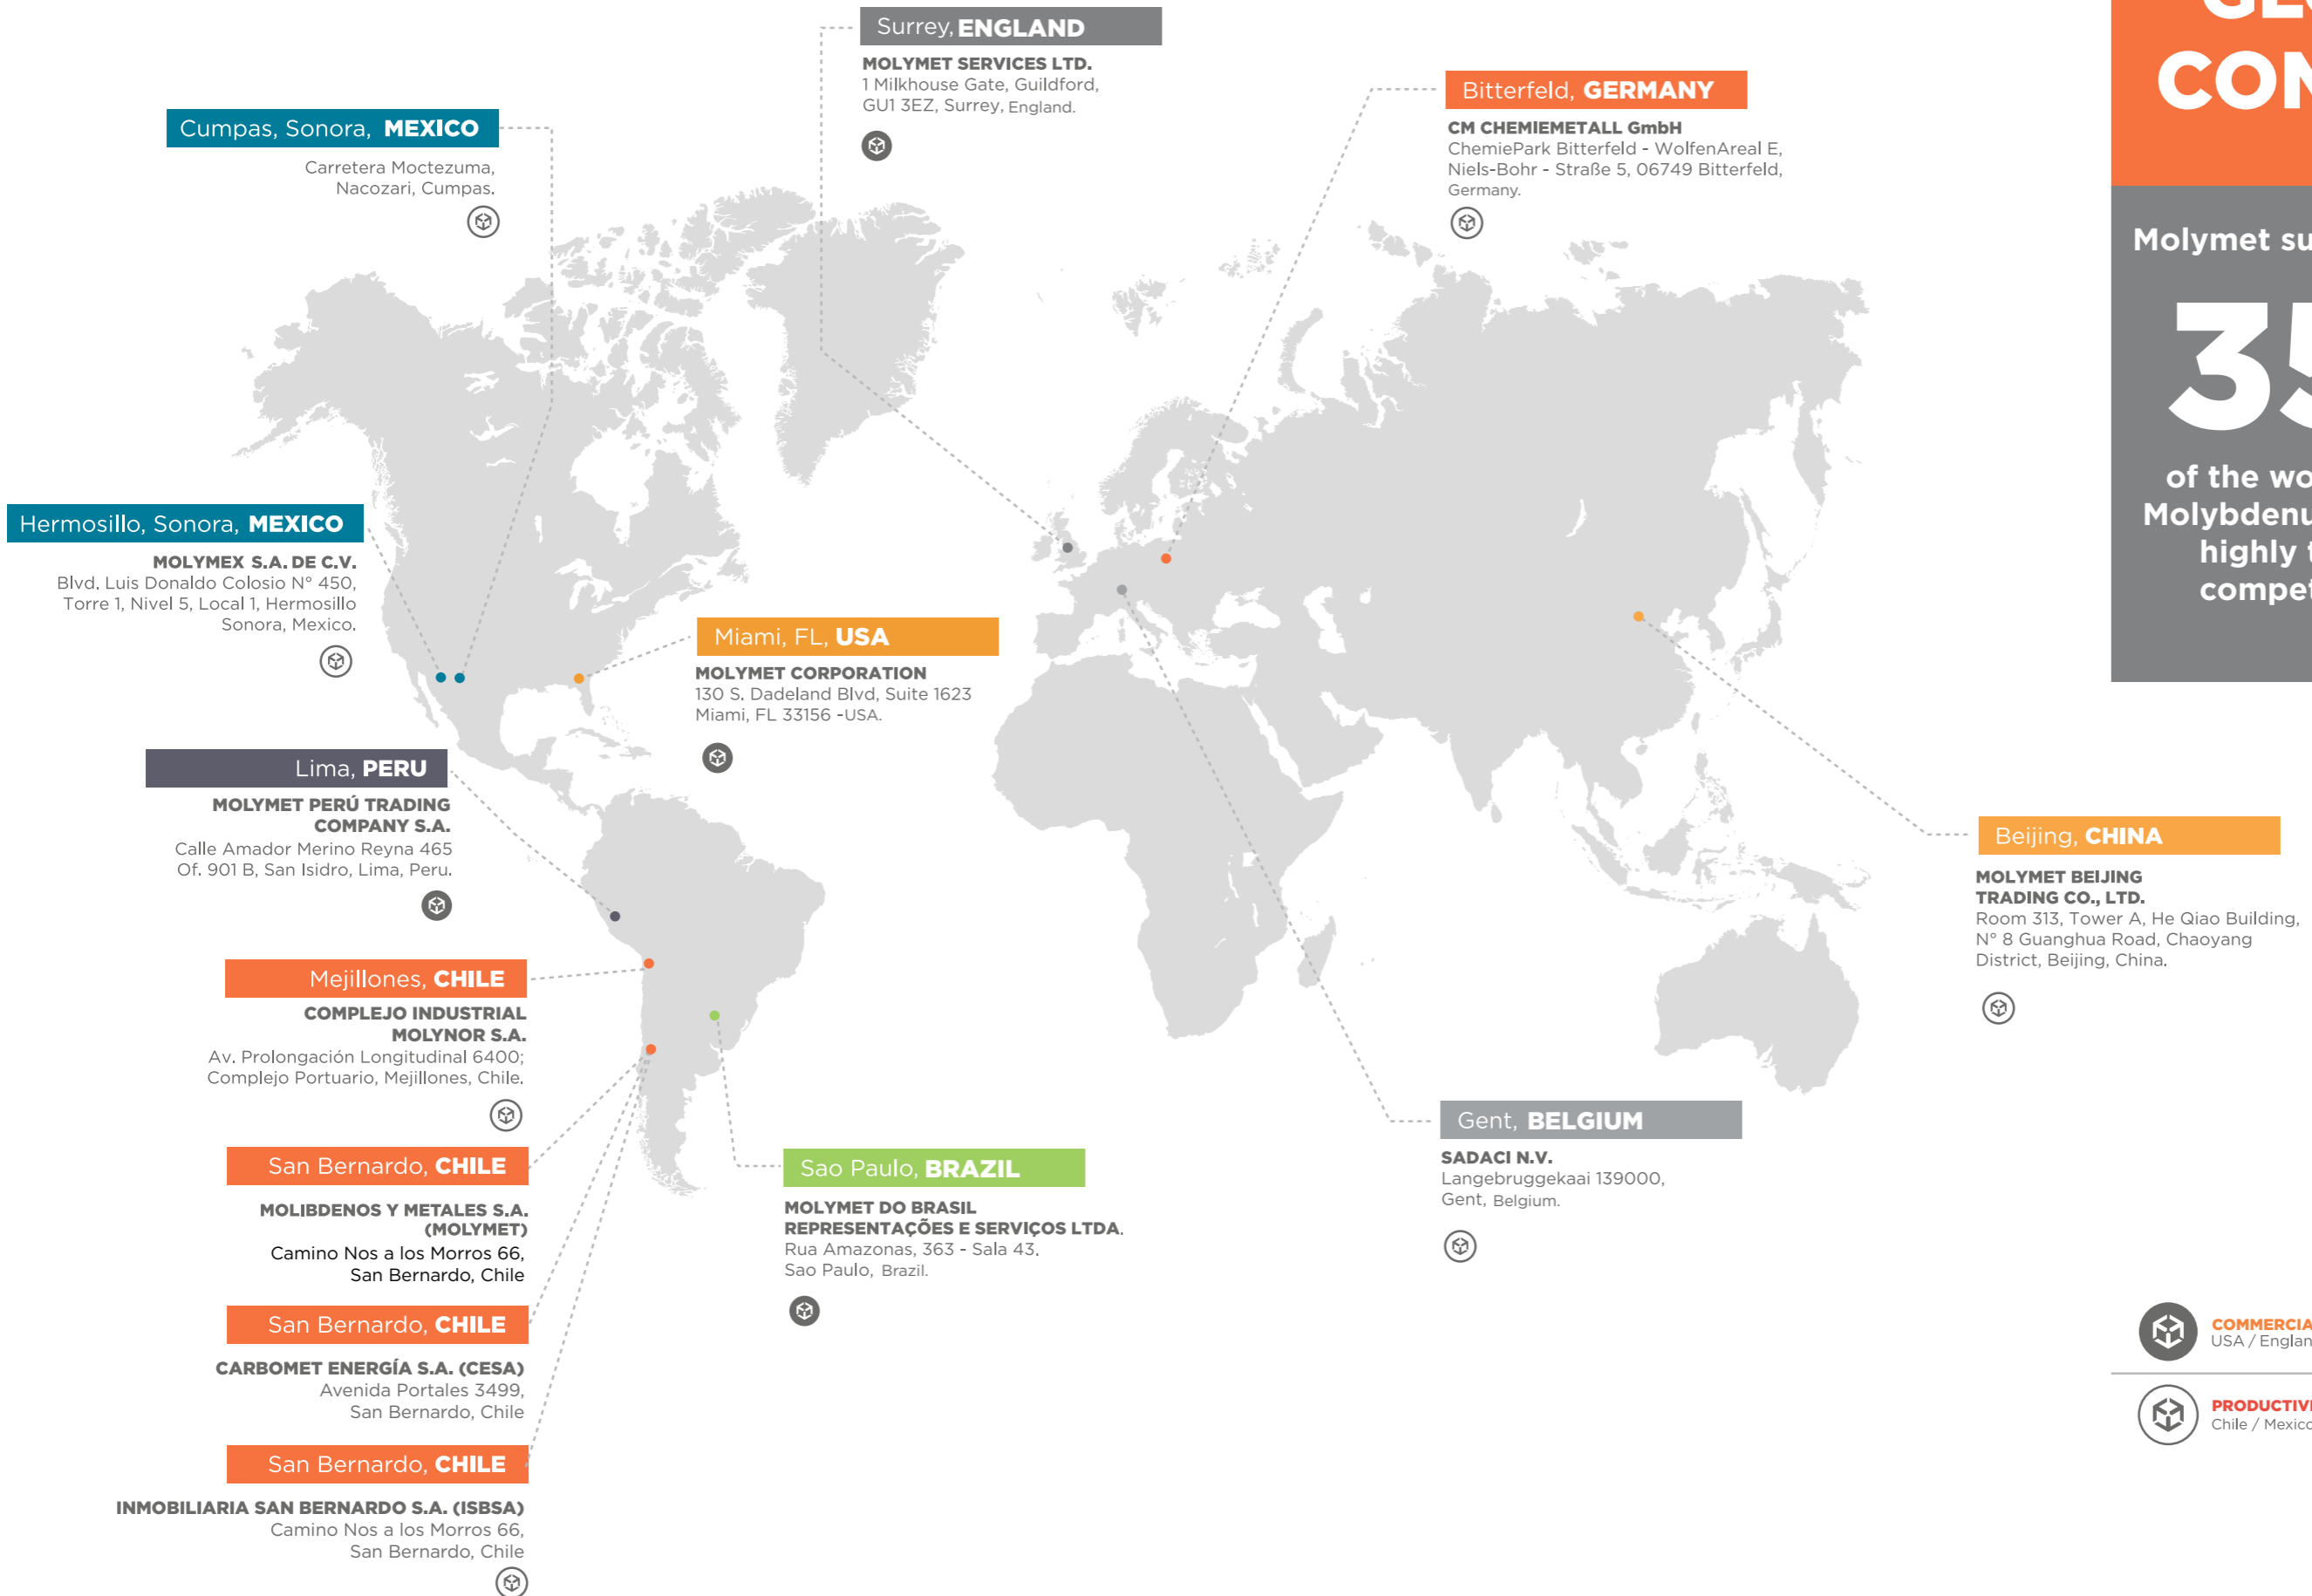 Surrey, ENGLAND
MOLYMET SERVICES LTD.
1 Milkhouse Gate, Guildford,
GU1 3EZ, Surrey, England.
Bitterfeld, GERMANY
CM CHEMIEMETALL GmbH
ChemiePark Bitterfeld - WolfenAreal E,
Niels-Bohr - Straße 5, 06749 Bitterfeld,
Germany.
Cumpas, Sonora, MEXICO
Carretera Moctezuma,
Nacozari, Cumpas.
Hermosillo, Sonora, MEXICO
MOLYMEX S.A. DE C.V.
Blvd. Luis Donaldo Colosio N° 450,
Torre 1, Nivel 5, Local 1, Hermosillo
Sonora, Mexico.
Miami, FL, USA
MOLYMET CORPORATION
130 S. Dadeland Blvd, Suite 1623
Miami, FL 33156 -USA.
Lima, PERU
MOLYMET PERÚ TRADING
COMPANY S.A.
Calle Amador Merino Reyna 465
Of. 901 B, San Isidro, Lima, Peru.
Beijing, CHINA
MOLYMET BEIJING
TRADING CO., LTD.
Room 313, Tower A, He Qiao Building,
N° 8 Guanghua Road, Chaoyang
District, Beijing, China.
Mejillones, CHILE
COMPLEJO INDUSTRIAL
MOLYNOR S.A.
Av. Prolongación Longitudinal 6400;
Complejo Portuario, Mejillones, Chile.
San Bernardo, CHILE
MOLIBDENOS Y METALES S.A.
(MOLYMET)
Camino Nos a los Morros 66,
San Bernardo, Chile
San Bernardo, CHILE
CARBOMET ENERGÍA S.A. (CESA)
Avenida Portales 3499,
San Bernardo, Chile
San Bernardo, CHILE
INMOBILIARIA SAN BERNARDO S.A. (ISBSA)
Camino Nos a los Morros 66,
San Bernardo, Chile
Sao Paulo, BRAZIL
MOLYMET DO BRASIL
REPRESENTAÇÕES E SERVIÇOS LTDA.
Rua Amazonas, 363 - Sala 43.
Sao Paulo, Brazil.
Gent, BELGIUM
SADACI N.V.
Langebruggekaai 139000,
Gent, Belgium.
CON
Molymet su
35
of the wo
Molybdenu
highly t
compet
COMMERCIA
USA / Englan
PRODUCTIV
Chile / Mexico